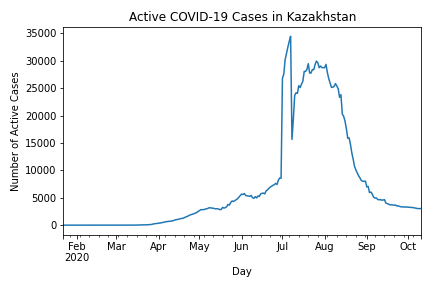 Active COVID-19 Cases in Kazakhstan
35000
30000
25000
20000
15000
10000
5000
0
Number of Active Cases
Feb Mar Apr May Jun Jul Aug Sep Oct
2020
Day